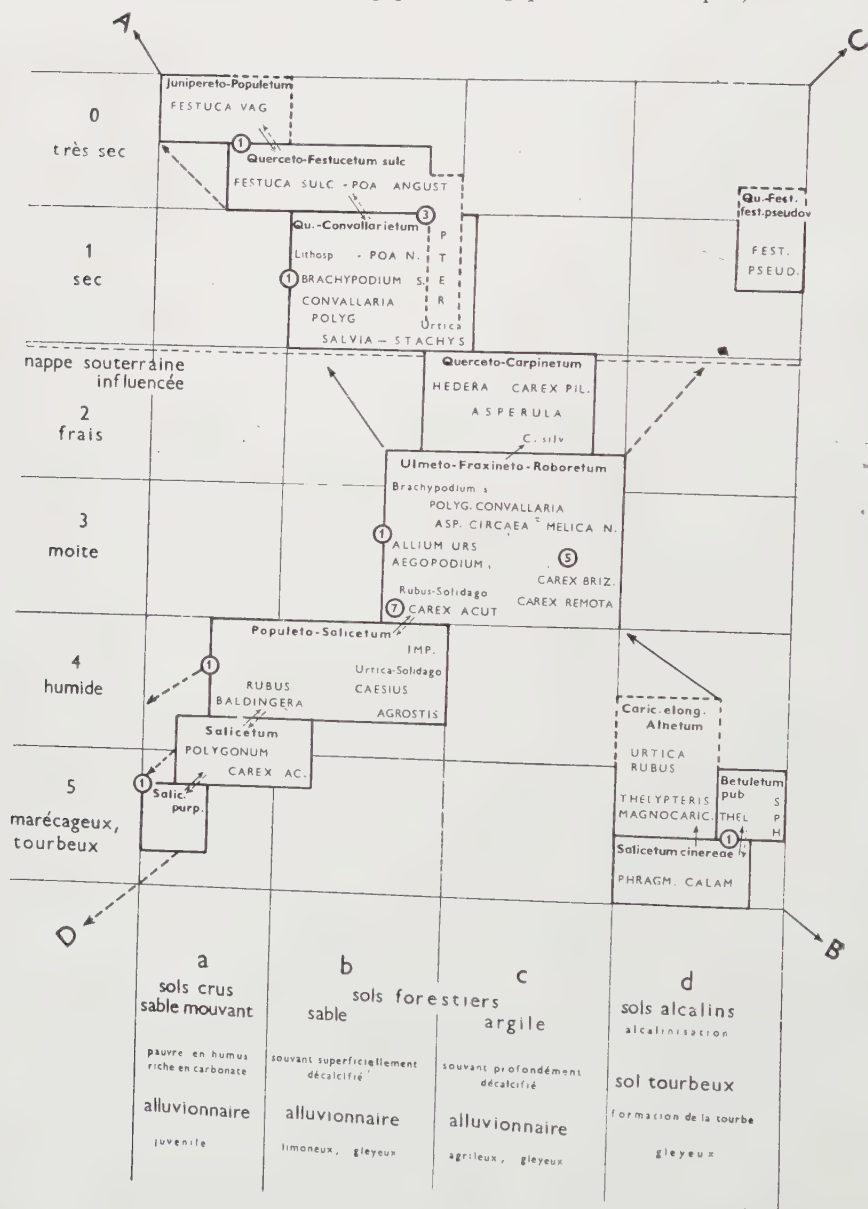 A
C
Junipereto-Populetum
FESTUCA VAG
0
très sec
1
Querceto-Festucetum sulc
FESTUCA SULC - POA ANGUST
Qu.-Fest.
fest.pseudov
FEST.
PSEUD.
3
Qu.-Convallarietum
PTER
Lithosp - POA N.
1
sec
1
BRACHYPODIUM S.
CONVALLARIA
POLYG
Urtica
SALVIA – STACHYS
nappe souterraine
influencée
Querceto-Carpinetum
HEDERA CAREX PIL.
ASPERULA
C. silv
2
frais
Ulmeto-Fraxineto-Roboretum
Brachypodium s
POLYG. CONVALLARIA
ASP. CIRCAEA = MELICA N.
3
moite
1
ALLIUM URS
AEGOPODIUM,
5
CAREX BRIZ.
Rubus-Solidago
CAREX REMOTA
7
CAREX ACUT
Populeto-Salicetum
IMP.
4
humide
1
Urtica-Solidago
RUBUS CAESIUS
BALDINGERA
AGROSTIS
Caric.elong.
Alnetum
URTICA
RUBUS
THELYPTERIS
MAGNOCARIC.
Salicetum
POLYGONUM
CAREX AC.
Betuletum
pub
SPH
THEL
5
marécageux,
tourbeux
1
Salic.
purp.
1
Salicetum cinereae
PHRAGM. CALAM
D
B
a
sols crus
sable mouvant
pauvre en humus
riche en carbonate
alluvionnaire
juvenile
b
c
sols forestiers
sable
argile
souvant superficiellement
décalcifié
souvant profondément
décalcifié
alluvionnaire
alluvionnaire
limoneux, gleyeux
agrileux, gleyeux
d
sols alcalins
alcalinisation
sol tourbeux
formation de la tourbe
gleyeux